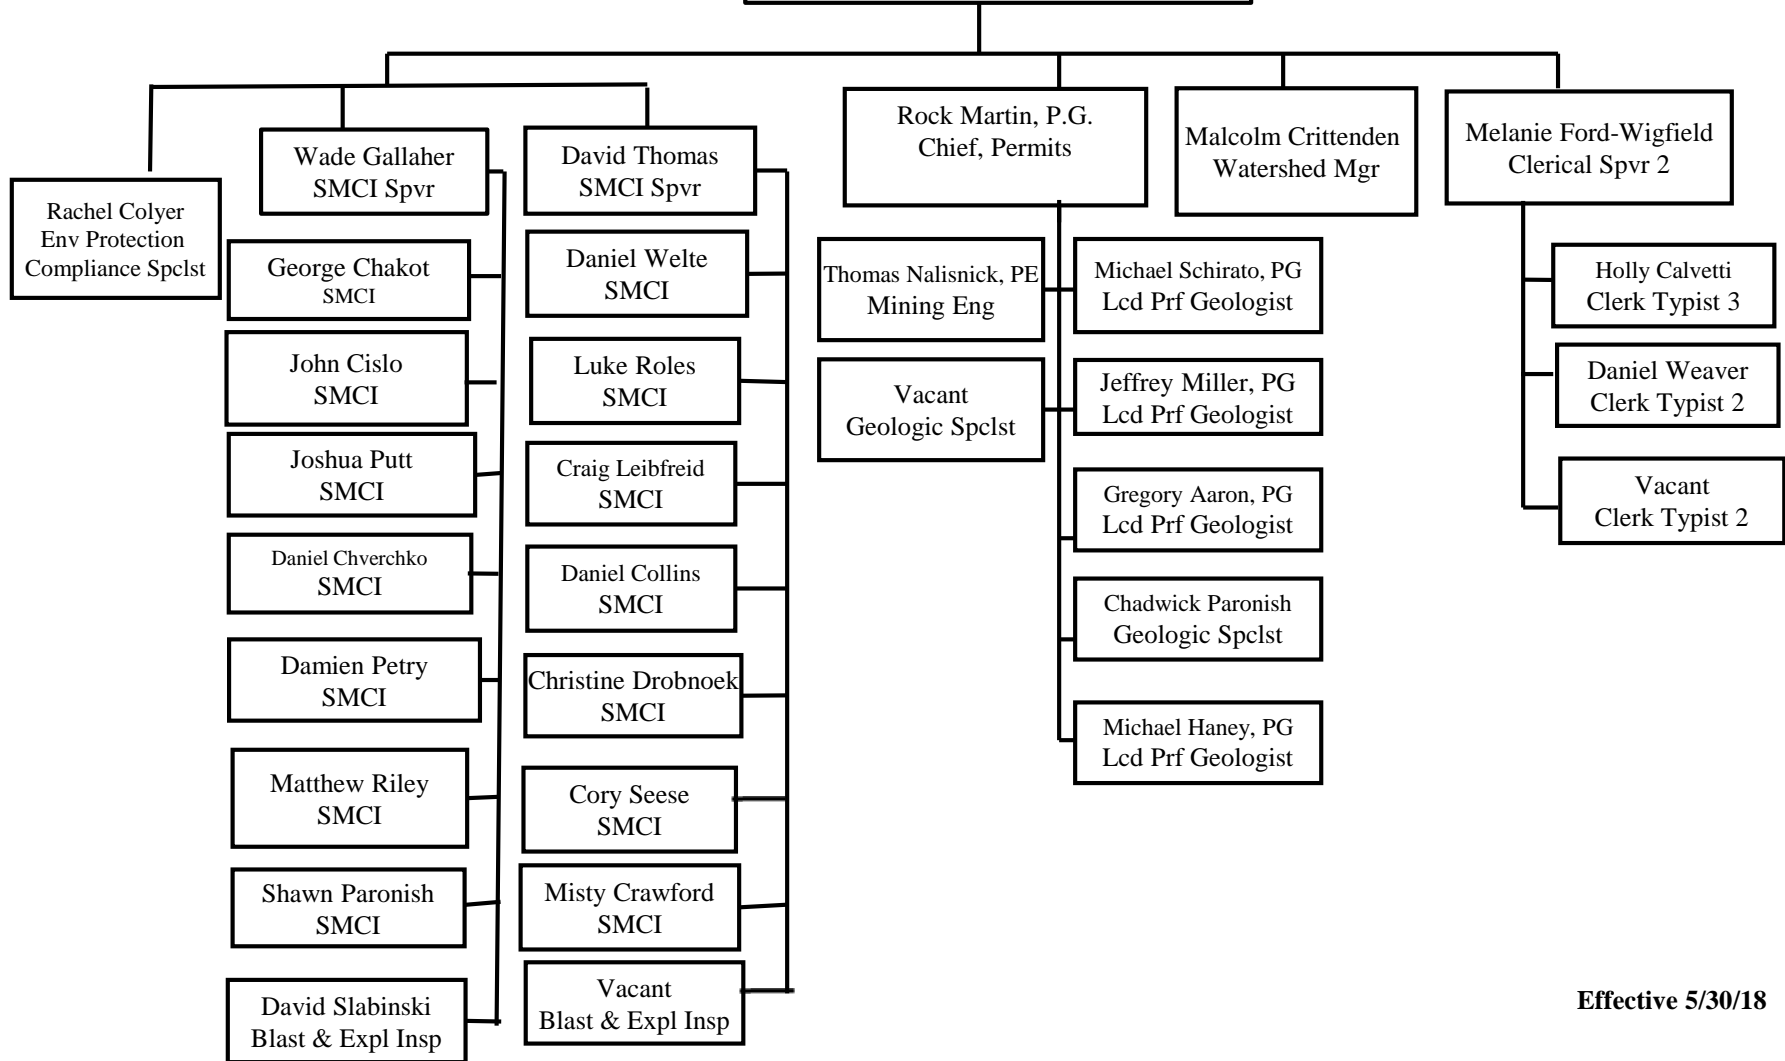 Rachel Colyer
Env Protection
Compliance Spclst
Wade Gallaher
SMCI Spvr
George Chakot
SMCI
John Cislo
SMCI
Joshua Putt
SMCI
Daniel Chverchko
SMCI
Damien Petry
SMCI
Matthew Riley
SMCI
Shawn Paronish
SMCI
David Slabinski
Blast & Expl Insp
David Thomas
SMCI Spvr
Daniel Welte
SMCI
Luke Roles
SMCI
Craig Leibfreid
SMCI
Daniel Collins
SMCI
Christine Drobnoek
SMCI
Cory Seese
SMCI
Misty Crawford
SMCI
Vacant
Blast & Expl Insp
Rock Martin, P.G.
Chief, Permits
Thomas Nalisnick, PE
Mining Eng
Vacant
Geologic Spclst
Michael Schirato, PG
Lcd Prf Geologist
Jeffrey Miller, PG
Lcd Prf Geologist
Gregory Aaron, PG
Lcd Prf Geologist
Chadwick Paronish
Geologic Spclst
Michael Haney, PG
Lcd Prf Geologist
Malcolm Crittenden
Watershed Mgr
Melanie Ford-Wigfield
Clerical Spvr 2
Holly Calvetti
Clerk Typist 3
Daniel Weaver
Clerk Typist 2
Vacant
Clerk Typist 2
Effective 5/30/18